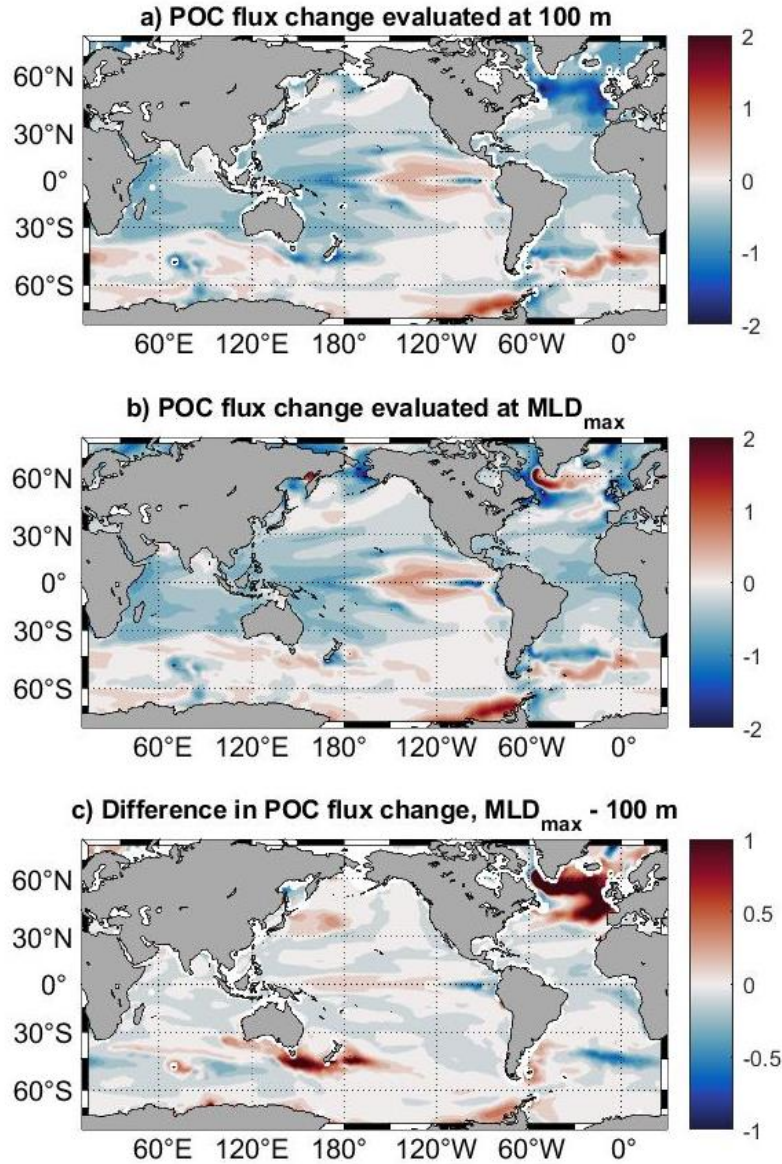 a) POC flux change evaluated at 100 m
60°N
30°N
0°
30°S
60°S
60°E 120°E 180° 120°W 60°W 0°
2
1
0
-1
-2
b) POC flux change evaluated at MLD_max
60°N
30°N
0°
30°S
60°S
60°E 120°E 180° 120°W 60°W 0°
2
1
0
-1
-2
c) Difference in POC flux change, MLD_max - 100 m
60°N
30°N
0°
30°S
60°S
60°E 120°E 180° 120°W 60°W 0°
1
0.5
0
-0.5
-1